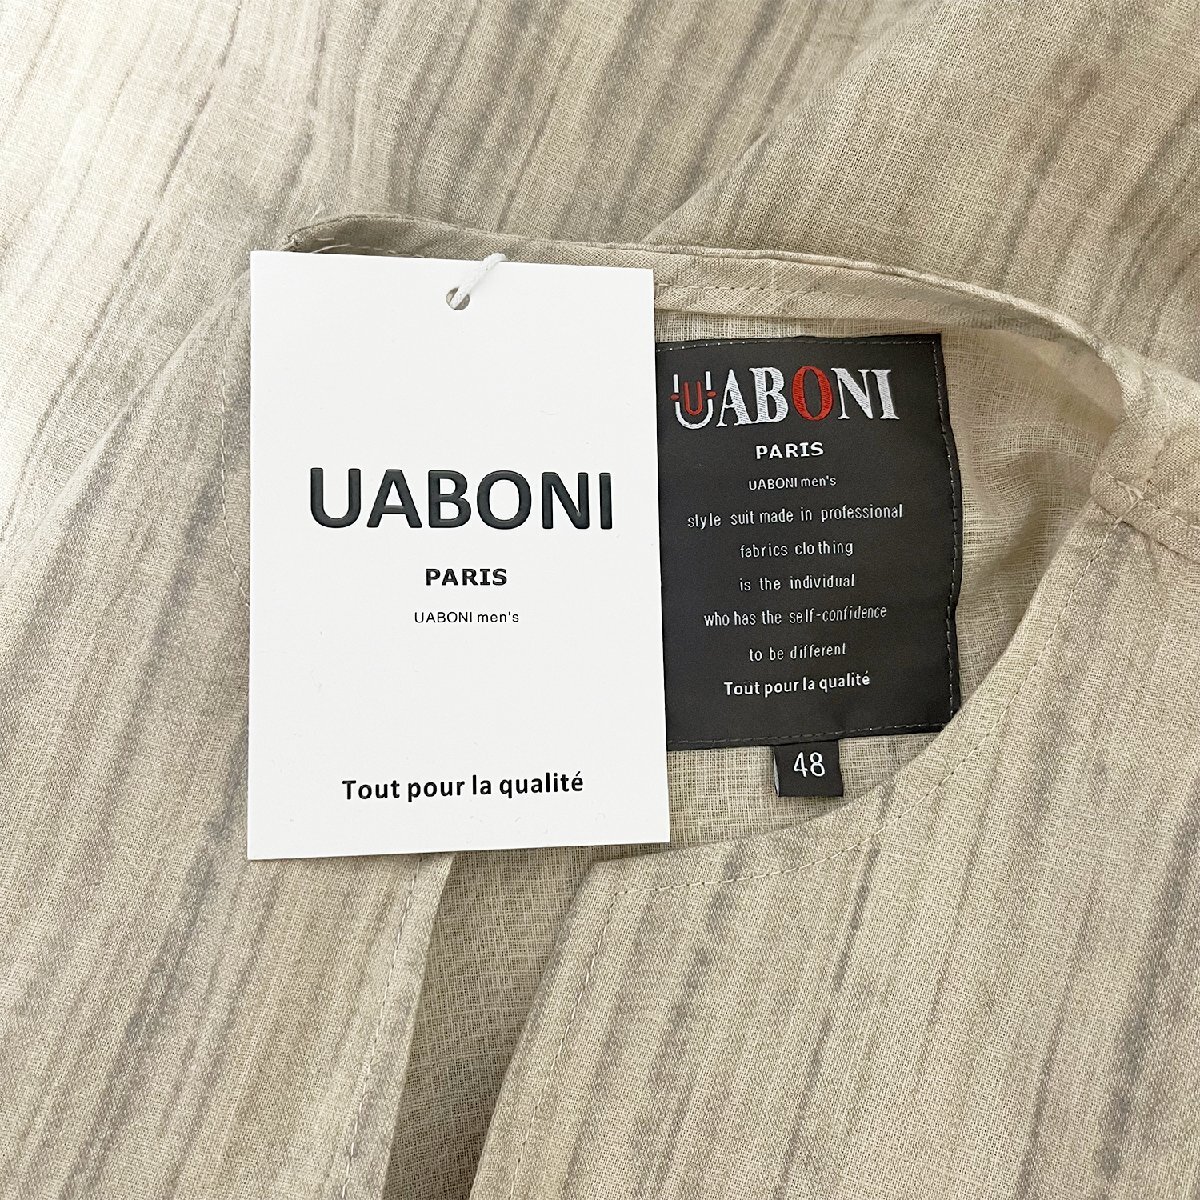 UABONI
PARIS
UABONI men's
Tout pour la qualité
UABONI
PARIS
UABONI men's
style suit made in professional
fabrics clothing
is the individual
who has the self-confidence
to be different
Tout pour la qualité
48